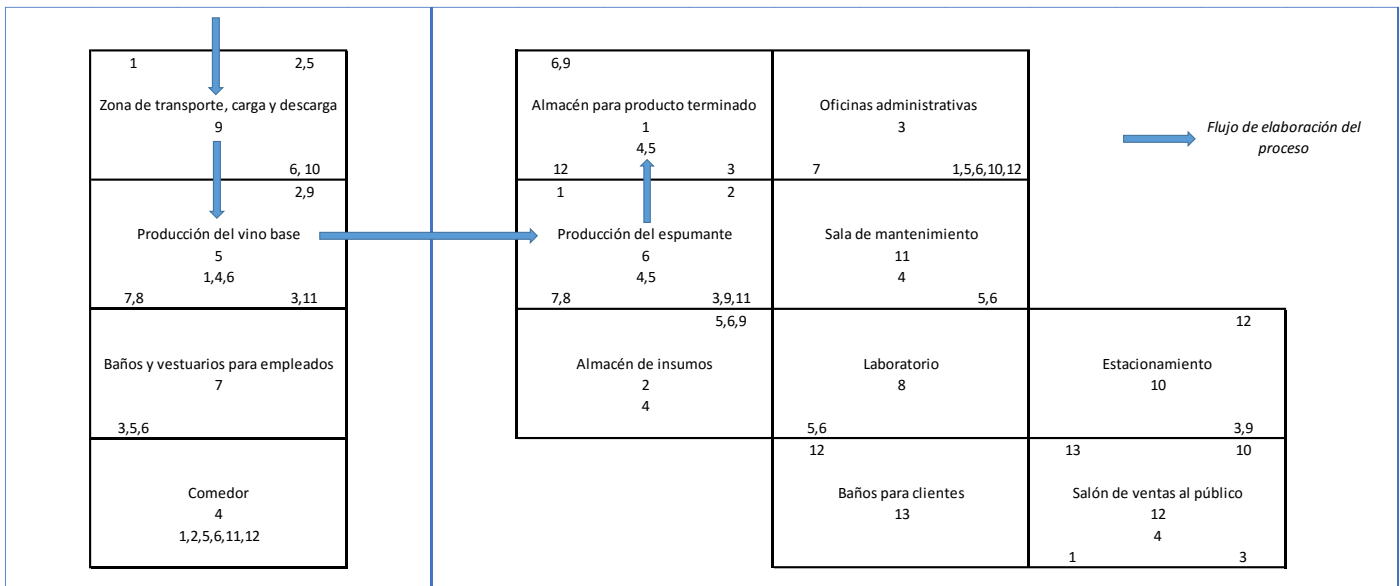 1 2,5
Zona de transporte, carga y descarga
9
6, 10
2,9
Producción del vino base
5
1,4,6
7,8 3,11
Baños y vestuarios para empleados
7
3,5,6
Comedor
4
1,2,5,6,11,12
6,9
Almacén para producto terminado
1
4,5
12 3
Oficinas administrativas
3
7 1,5,6,10,12
Flujo de elaboración del
proceso
1 2
Producción del espumante
6
4,5
7,8 3,9,11
Sala de mantenimiento
11
4
5,6
5,6,9
Almacén de insumos
2
4
Laboratorio
8
5,6
12
Estacionamiento
10
3,9
12
Baños para clientes
13
13 10
Salón de ventas al público
12
4
1 3